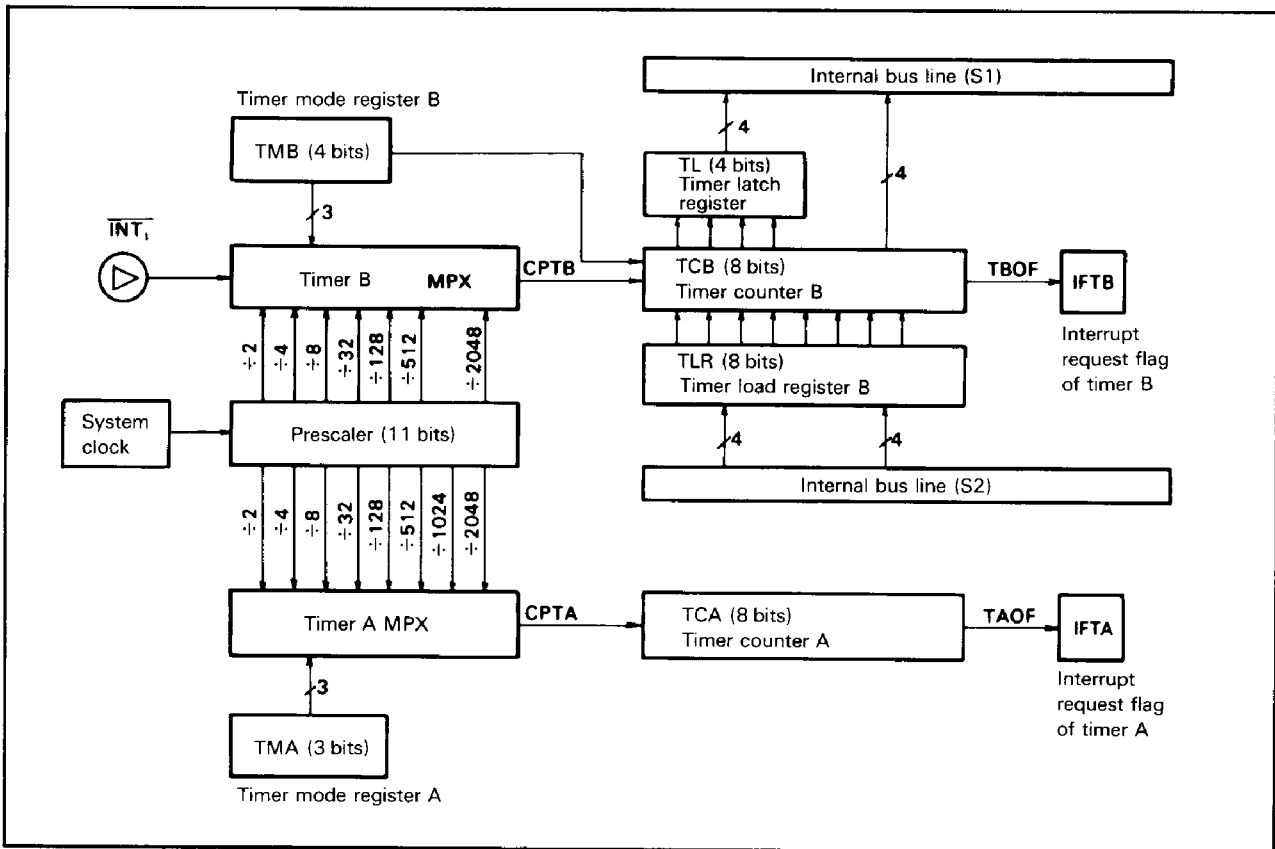 Internal bus line (S1)
Timer mode register B
TMB (4 bits)
4
TL (4 bits)
Timer latch
register
4
3
INT₁
Timer B MPX
CPTB
TCB (8 bits)
Timer counter B
TBOF
IFTB
Interrupt
request flag
of timer B
÷2
÷4
÷8
÷32
÷128
÷512
÷2048
TLR (8 bits)
Timer load register B
System
clock
Prescaler (11 bits)
4
4
Internal bus line (S2)
÷2
÷4
÷8
÷32
÷128
÷512
÷1024
÷2048
Timer A MPX
CPTA
TCA (8 bits)
Timer counter A
TAOF
IFTA
Interrupt
request flag
of timer A
3
TMA (3 bits)
Timer mode register A